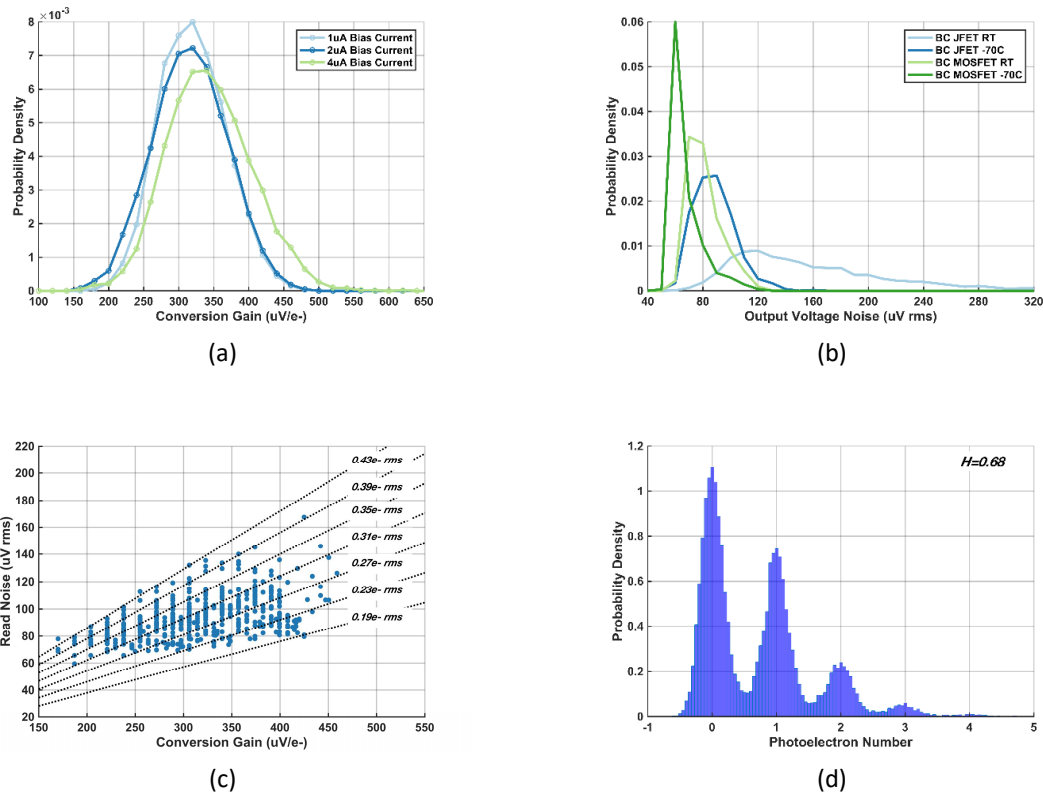 ×10⁻³
8
7
6
5
4
3
2
1
0
Probability Density
1uA Bias Current
2uA Bias Current
4uA Bias Current
100 150 200 250 300 350 400 450 500 550 600 650
Conversion Gain (uV/e-)
(a)
0.06
0.05
0.04
0.03
0.02
0.01
0
Probability Density
BC JFET RT
BC JFET -70C
BC MOSFET RT
BC MOSFET -70C
40 80 120 160 200 240 280 320
Output Voltage Noise (uV rms)
(b)
220
200
180
160
140
120
100
80
60
40
20
Read Noise (uV rms)
0.43e- rms
0.39e- rms
0.35e- rms
0.31e- rms
0.27e- rms
0.23e- rms
0.19e- rms
150 200 250 300 350 400 450 500 550
Conversion Gain (uV/e-)
(c)
1.2
1
0.8
0.6
0.4
0.2
0
Probability Density
H=0.68
-1 0 1 2 3 4 5
Photoelectron Number
(d)